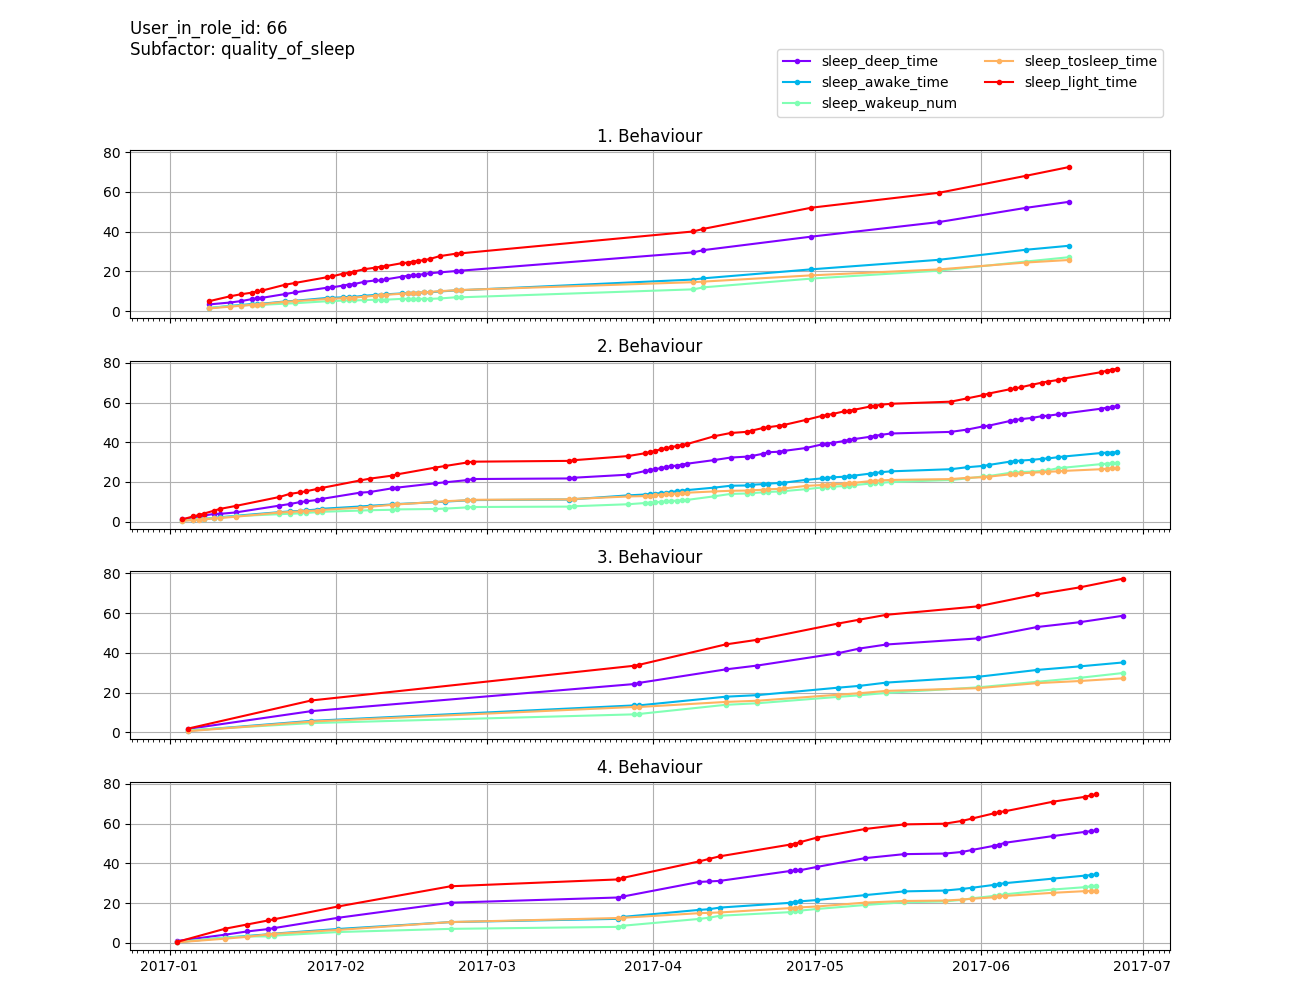 User_in_role_id: 66
Subfactor: quality_of_sleep
sleep_deep_time
sleep_awake_time
sleep_wakeup_num
sleep_tosleep_time
sleep_light_time
1. Behaviour
80
60
40
20
0
2. Behaviour
80
60
40
20
0
3. Behaviour
80
60
40
20
0
4. Behaviour
80
60
40
20
0
2017-01 2017-02 2017-03 2017-04 2017-05 2017-06 2017-07